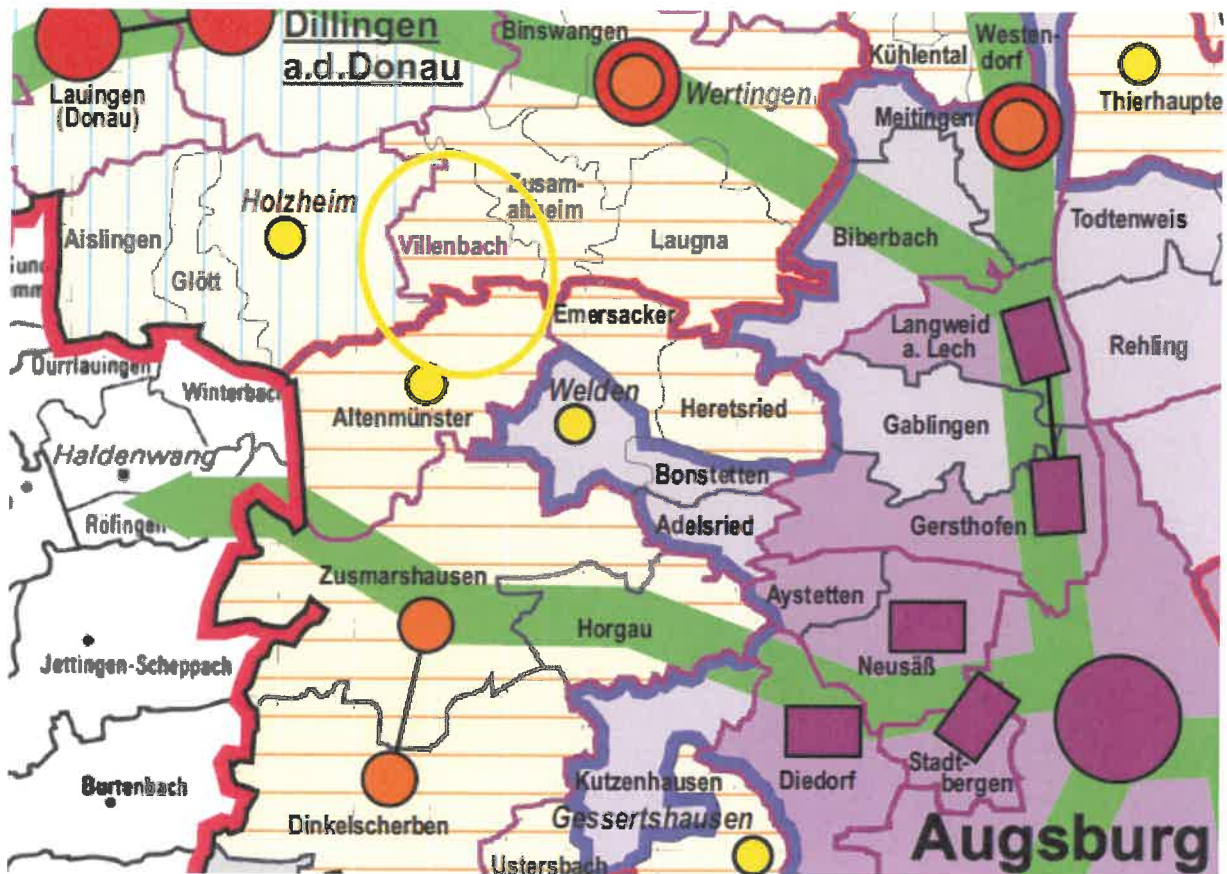 Dillingen
a.d.Donau
Binswangen
Kühlental
Westen-
dorf
Lauingen
(Donau)
Wertingen
Meitingen
Thierhaupte
Holzheim
Zusam-
altheim
Todtenweis
Aislingen
Villenbach
Laugna
Biberbach
Glött
Emersacker
Langweid
a. Lech
Rehling
Dürrlauingen
Winterbach
Altenmünster
Welden
Heretsried
Gablingen
Haldenwang
Bonstetten
Röfingen
Adelsried
Gersthofen
Zusmarshausen
Aystetten
Horgau
Neusäß
Jettingen-Scheppach
Kutzenhausen
Diedorf
Stadt-
bergen
Burtenbach
Dinkelscherben
Gessertshausen
Augsburg
Ustersbach